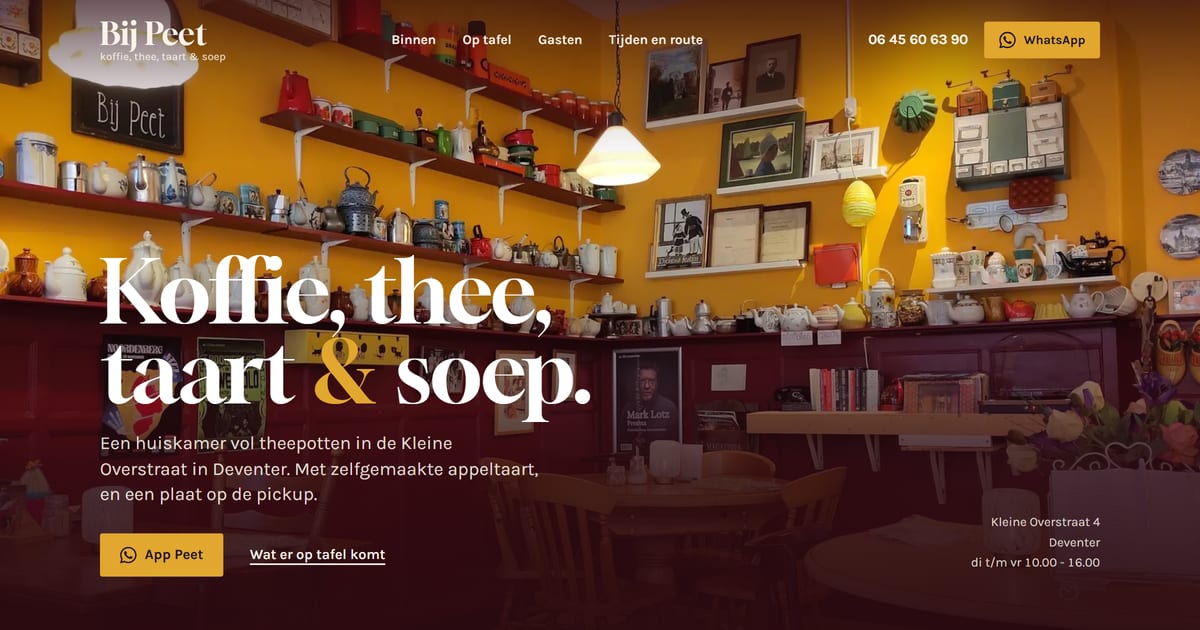 Bij Peet
koffie, thee, taart & soep
Binnen
Op tafel
Gasten
Tijden en route
06 45 60 63 90
WhatsApp
Bij Peet
Koffie, thee,
taart & soep.
NOORDENBERG
Mark Lotz
Een huiskamer vol theepotten in de Kleine
Overstraat in Deventer. Met zelfgemaakte appeltaart,
en een plaat op de pickup.
App Peet
Wat er op tafel komt
Kleine Overstraat 4
Deventer
di t/m vr 10.00 - 16.00